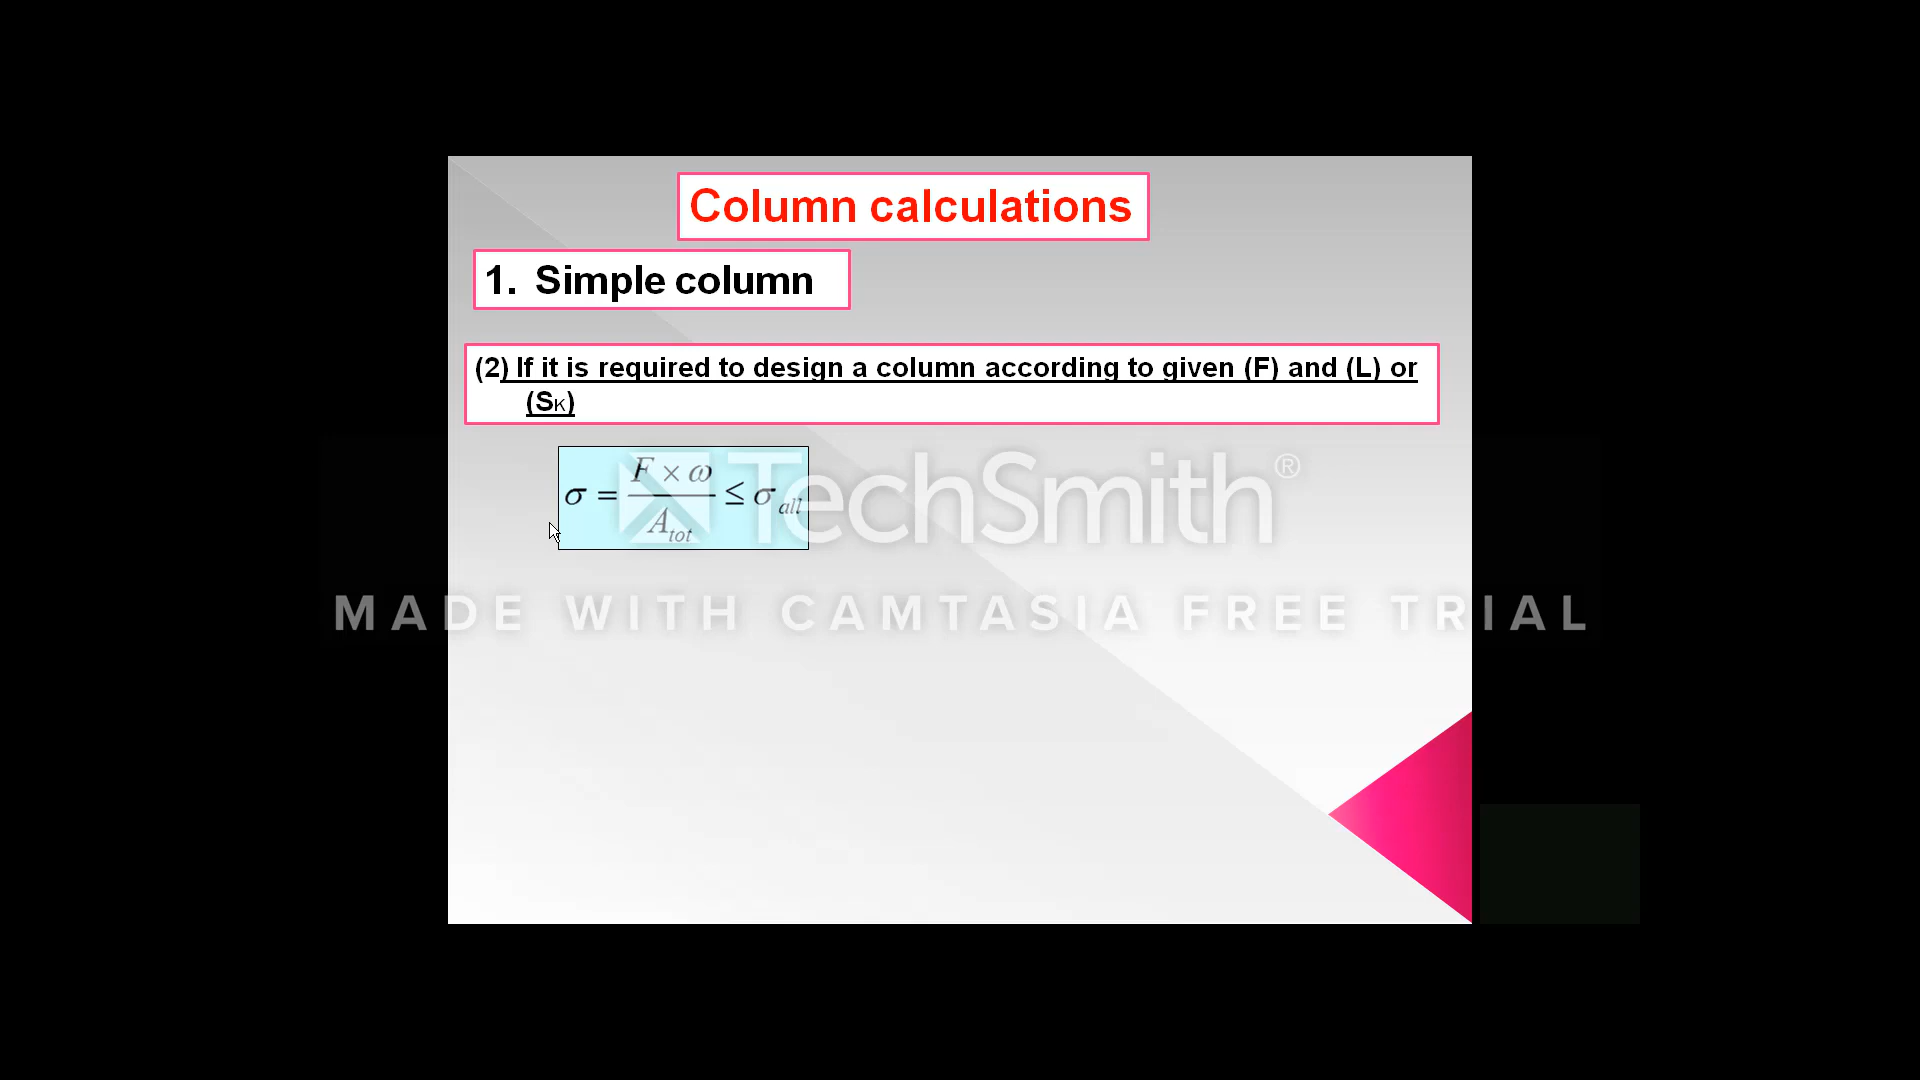 Column calculations
1. Simple column
(2) If it is required to design a column according to given (F) and (L) or
(SK)
σ = F × ω / A_tot ≤ σ_all
TechSmith®
MADE WITH CAMTASIA FREE TRIAL